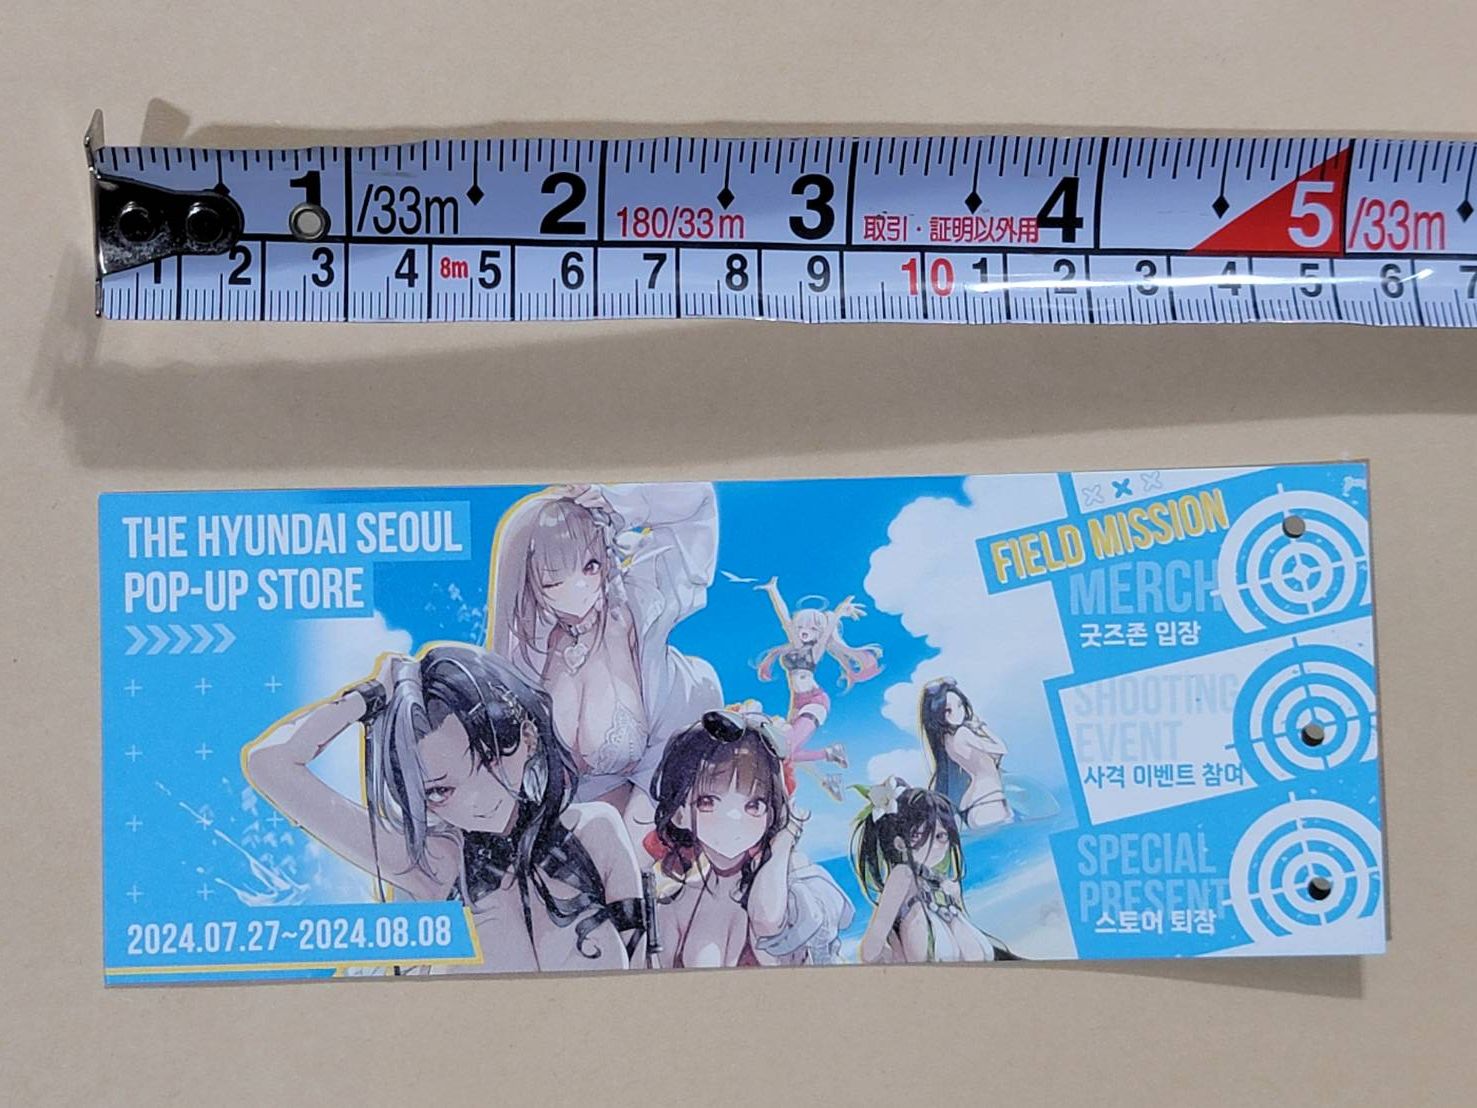 1 /33m 2 180/33m 3 取引・証明以外用 4 5 /33m
1 2 3 4 8m 5 6 7 8 9 10 1 2 3 4 5 6 7
THE HYUNDAI SEOUL
POP-UP STORE
2024.07.27~2024.08.08
FIELD MISSION
MERCH
굿즈존 입장
SHOOTING
EVENT
사격 이벤트 참여
SPECIAL
PRESENT
스토어 퇴장